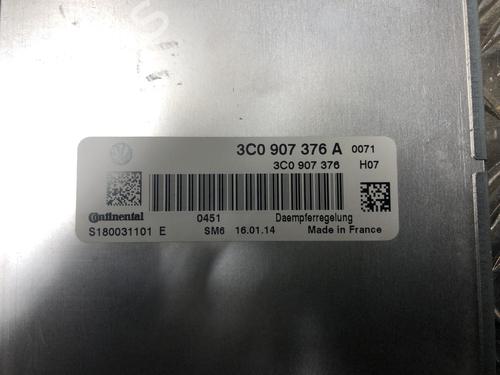 3C0 907 376 A 0071
3C0 907 376 H07
Continental 0451 Daempferregelung
S180031101 E SM6 16.01.14 Made in France